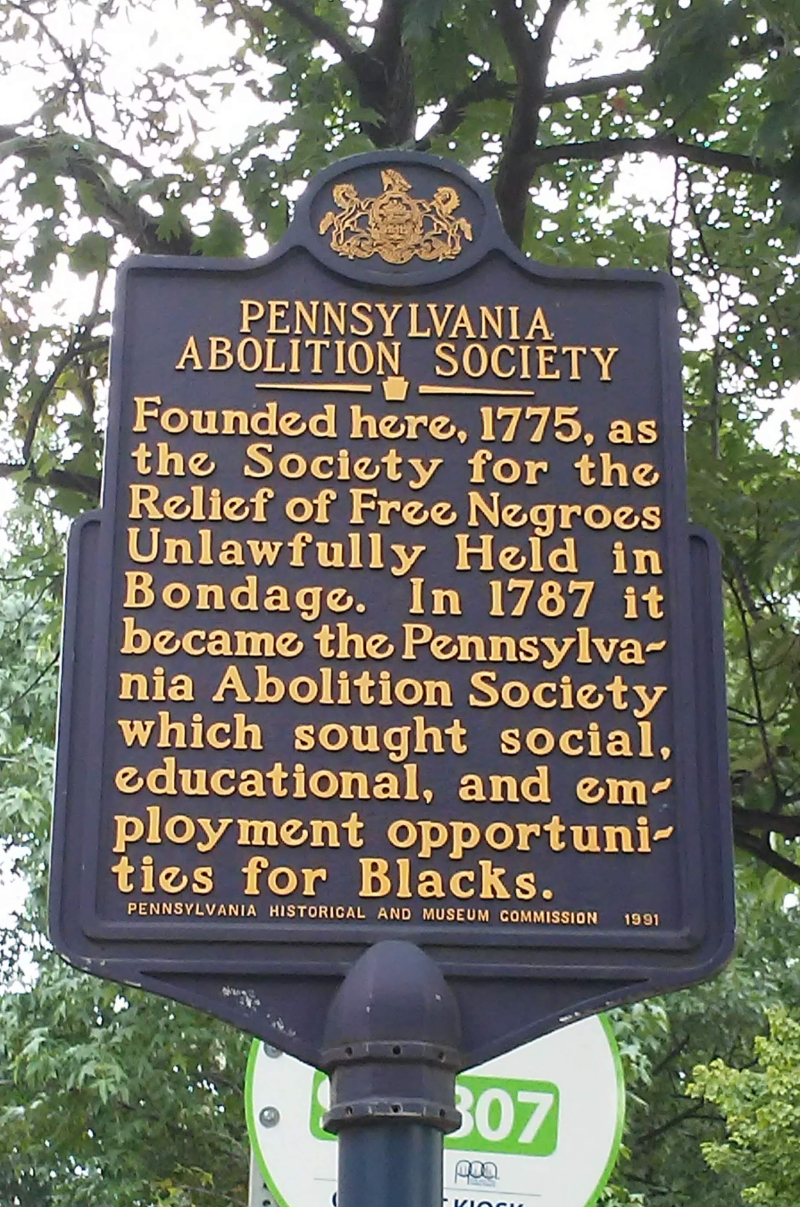 PENNSYLVANIA
ABOLITION SOCIETY
Founded here, 1775, as
the Society for the
Relief of Free Negroes
Unlawfully Held in
Bondage. In 1787 it
became the Pennsylva-
nia Abolition Society
which sought social,
educational, and em-
ployment opportuni-
ties for Blacks.
PENNSYLVANIA HISTORICAL AND MUSEUM COMMISSION 1991
307
KIOSK